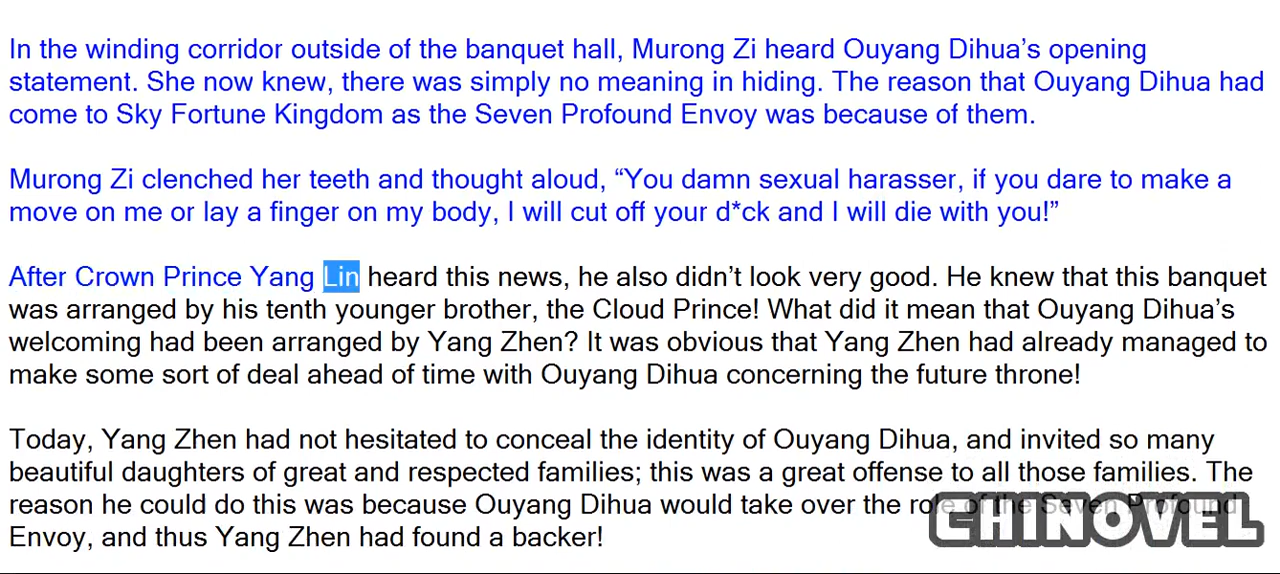 In the winding corridor outside of the banquet hall, Murong Zi heard Ouyang Dihua’s opening
statement. She now knew, there was simply no meaning in hiding. The reason that Ouyang Dihua had
come to Sky Fortune Kingdom as the Seven Profound Envoy was because of them.
Murong Zi clenched her teeth and thought aloud, “You damn sexual harasser, if you dare to make a
move on me or lay a finger on my body, I will cut off your d*ck and I will die with you!”
After Crown Prince Yang Lin heard this news, he also didn’t look very good. He knew that this banquet
was arranged by his tenth younger brother, the Cloud Prince! What did it mean that Ouyang Dihua’s
welcoming had been arranged by Yang Zhen? It was obvious that Yang Zhen had already managed to
make some sort of deal ahead of time with Ouyang Dihua concerning the future throne!
Today, Yang Zhen had not hesitated to conceal the identity of Ouyang Dihua, and invited so many
beautiful daughters of great and respected families; this was a great offense to all those families. The
reason he could do this was because Ouyang Dihua would take over the role of the Seven Profound
Envoy, and thus Yang Zhen had found a backer!
CHINOVEL